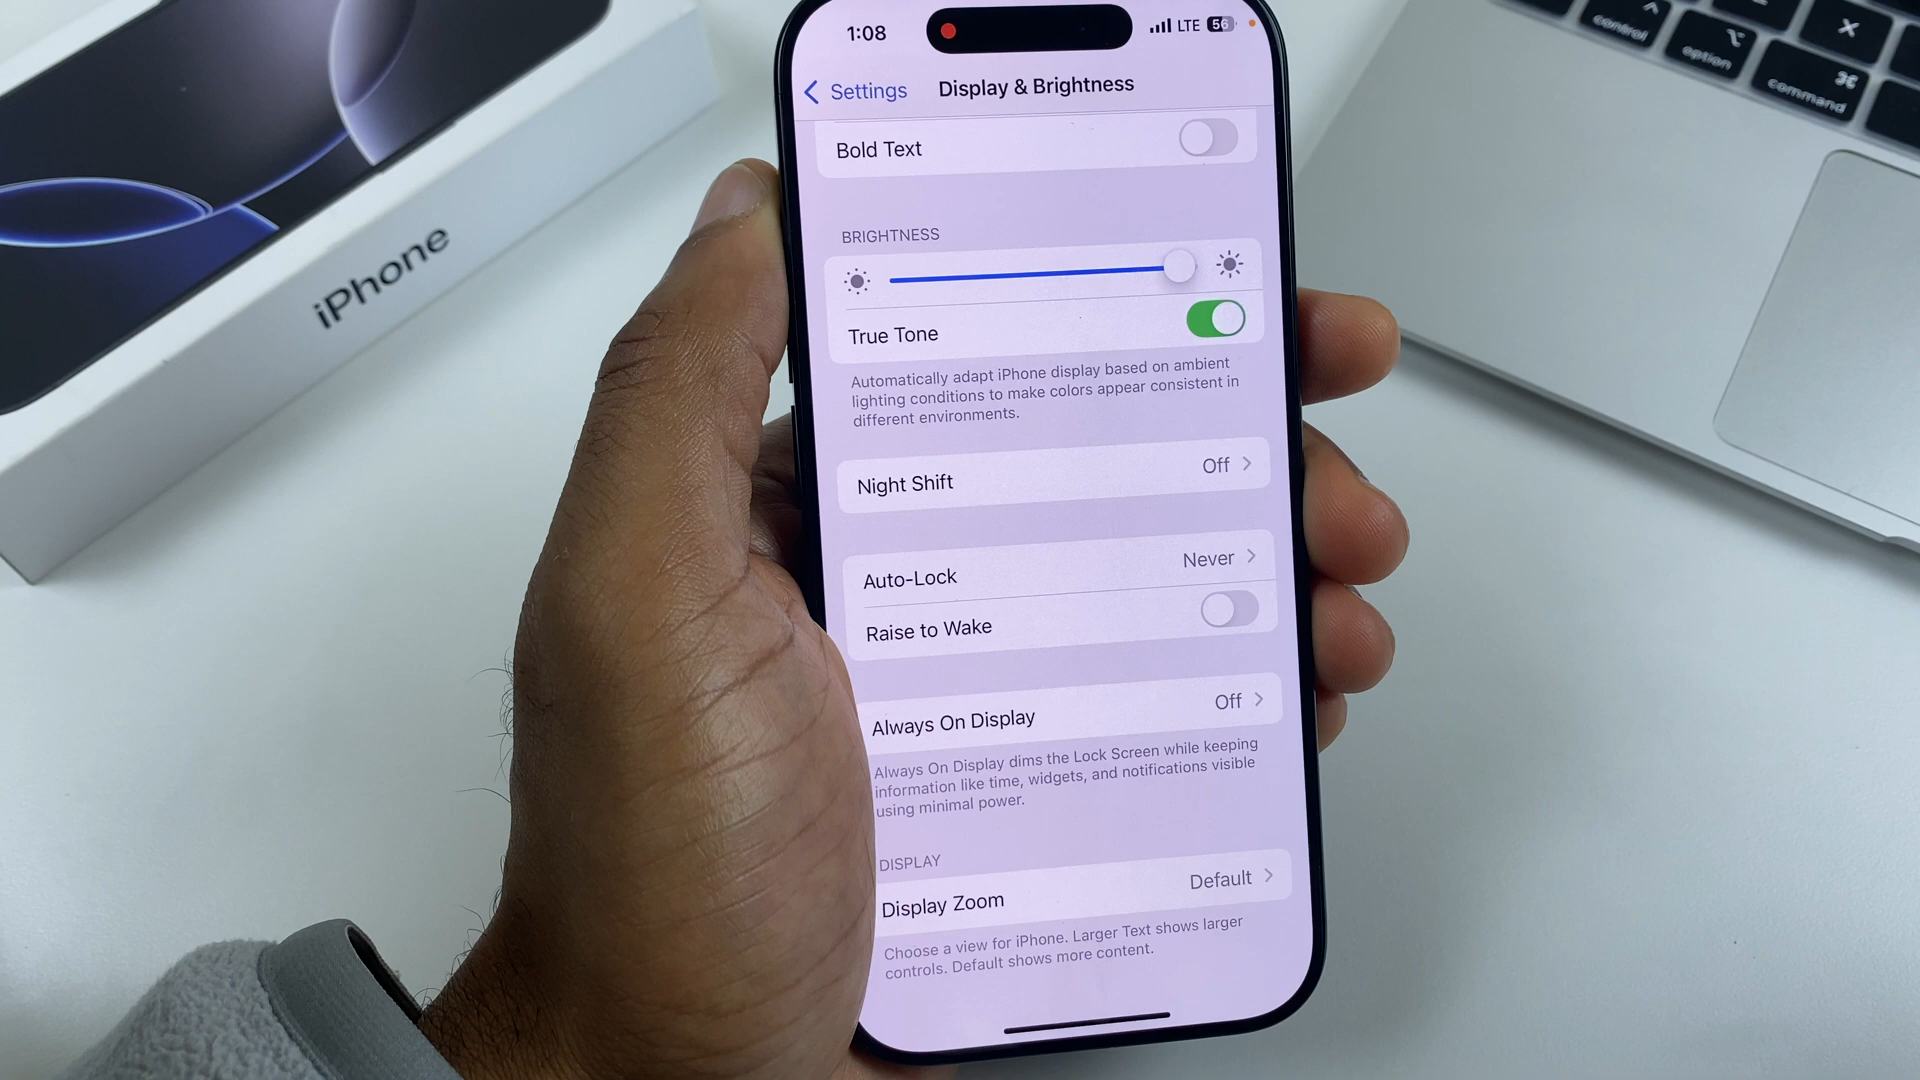 iPhone
1:08
LTE 56
Settings
Display & Brightness
Bold Text
BRIGHTNESS
True Tone
Automatically adapt iPhone display based on ambient
lighting conditions to make colors appear consistent in
different environments.
Night Shift
Off
Auto-Lock
Never
Raise to Wake
Always On Display
Off
Always On Display dims the Lock Screen while keeping
information like time, widgets, and notifications visible
using minimal power.
DISPLAY
Display Zoom
Default
Choose a view for iPhone. Larger Text shows larger
controls. Default shows more content.
control
option
command
X